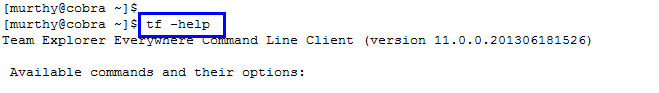 [murthy@cobra ~]$
[murthy@cobra ~]$ tf -help
Team Explorer Everywhere Command Line Client (version 11.0.0.201306181526)
Available commands and their options: